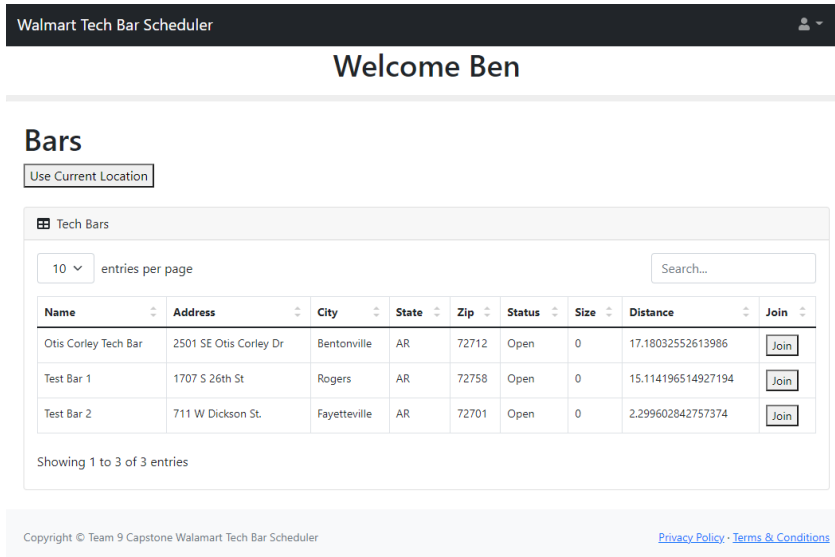 Walmart Tech Bar Scheduler
Welcome Ben
Bars
Use Current Location
Tech Bars
10 entries per page Search...
Name Address City State Zip Status Size Distance Join
Otis Corley Tech Bar 2501 SE Otis Corley Dr Bentonville AR 72712 Open 0 17.18032552613986 Join
Test Bar 1 1707 S 26th St Rogers AR 72758 Open 0 15.114196514927194 Join
Test Bar 2 711 W Dickson St. Fayetteville AR 72701 Open 0 2.299602842757374 Join
Showing 1 to 3 of 3 entries
Copyright © Team 9 Capstone Walamart Tech Bar Scheduler Privacy Policy · Terms & Conditions